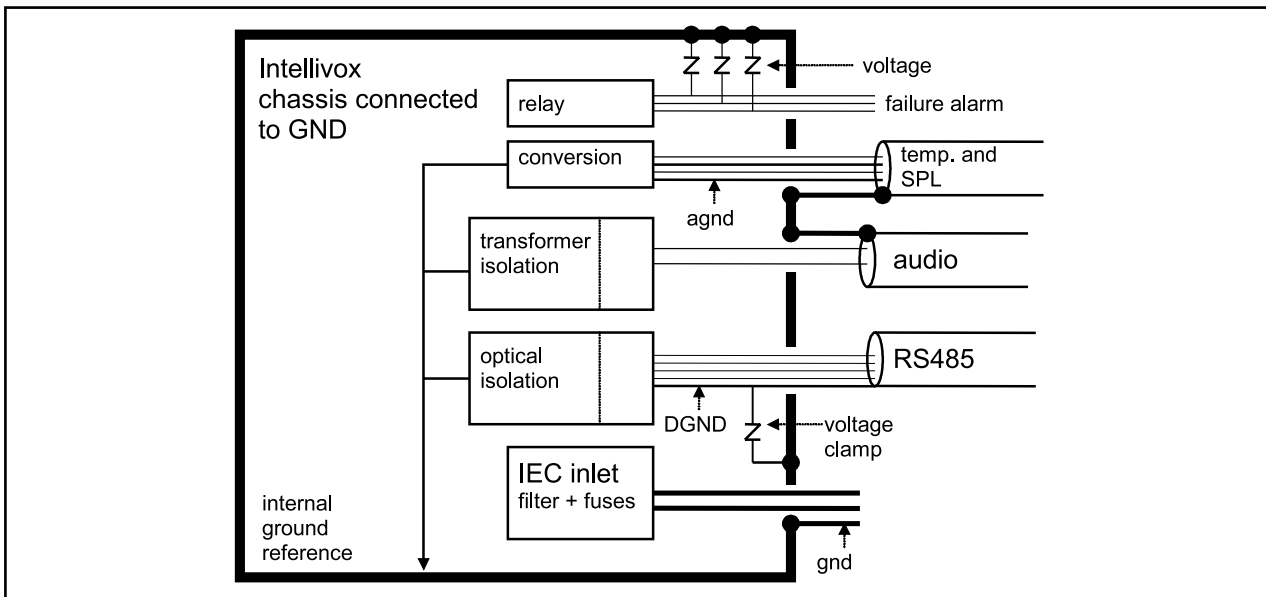 Intellivox
chassis connected
to GND
voltage
relay
failure alarm
conversion
temp. and
SPL
agnd
transformer
isolation
audio
optical
isolation
RS485
DGND
voltage
clamp
IEC inlet
filter + fuses
internal
ground
reference
gnd